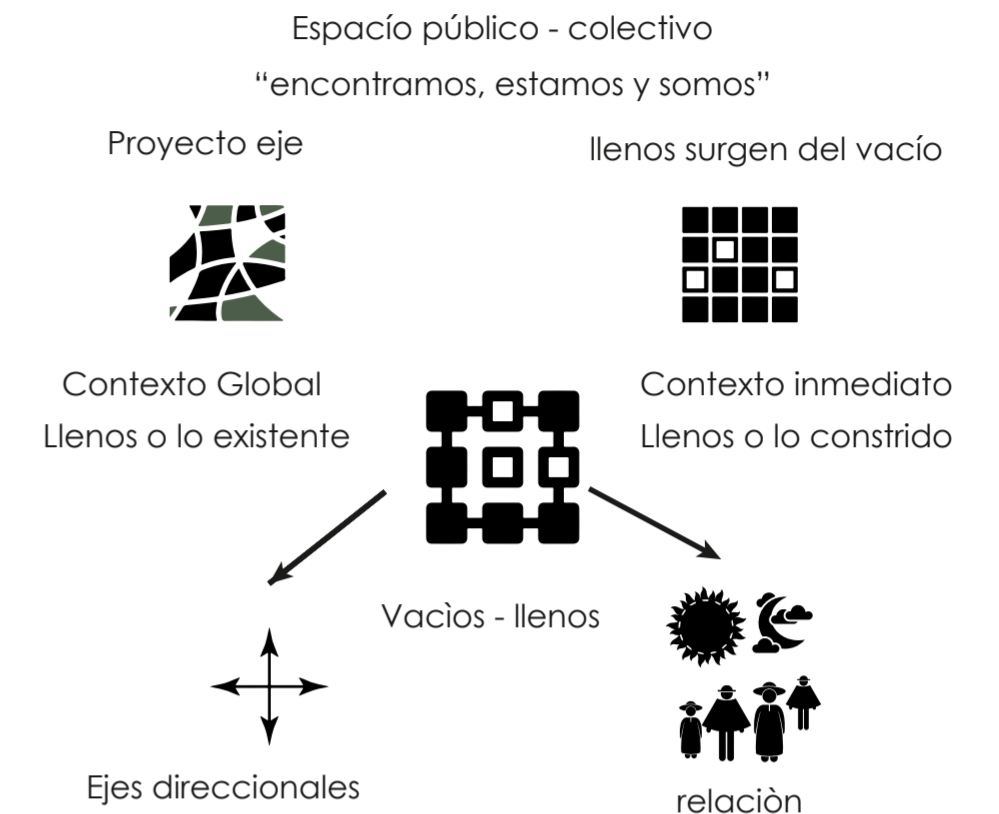 Espacío público - colectivo
“encontramos, estamos y somos”
Proyecto eje
llenos surgen del vacío
Contexto Global
Llenos o lo existente
Contexto inmediato
Llenos o lo constrido
Vacìos - llenos
Ejes direccionales
relaciòn